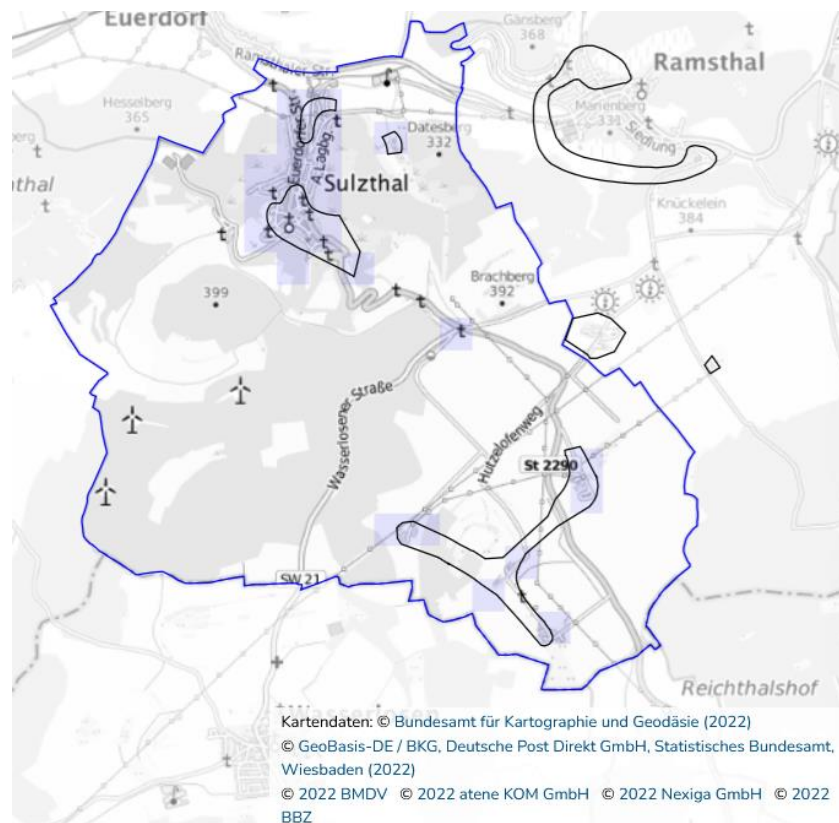 Euerdorf
Gänsberg
368
Ramsthaler Str.
Ramsthal
Hesselberg
365
Marienberg
331
Siedlung
Euerdorfer Str.
A.Lagbg.
Datesberg
332
Sulzthal
Knückelein
384
Brachberg
392
399
Wasserlosener Straße
Hutzelofenweg
St 2290
SW 21
Reichthalshof
Wasserlosen
Kartendaten: © Bundesamt für Kartographie und Geodäsie (2022)
© GeoBasis-DE / BKG, Deutsche Post Direkt GmbH, Statistisches Bundesamt,
Wiesbaden (2022)
© 2022 BMDV © 2022 atene KOM GmbH © 2022 Nexiga GmbH © 2022
BBZ